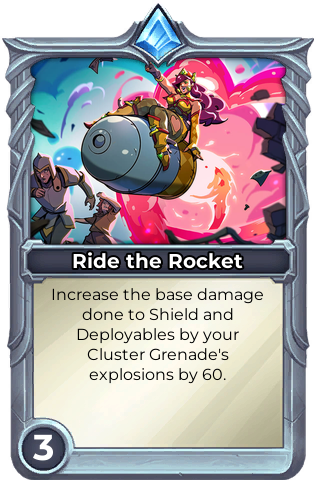 Ride the Rocket
Increase the base damage
done to Shield and
Deployables by your
Cluster Grenade's
explosions by 60.
3